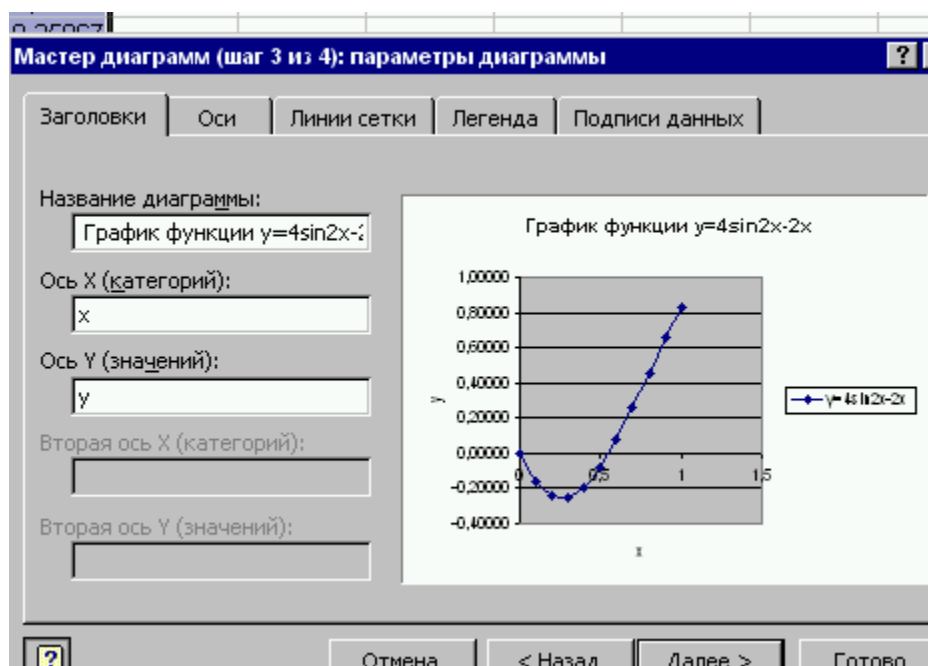 Мастер диаграмм (шаг 3 из 4): параметры диаграммы
Заголовки Оси Линии сетки Легенда Подписи данных
Название диаграммы:
График функции y=4sin2x-2
Ось X (категорий):
x
Ось Y (значений):
y
Вторая ось X (категорий):
Вторая ось Y (значений):
График функции y=4sin2x-2x
1,00000
0,80000
0,60000
0,40000
0,20000
0,00000
-0,20000
-0,40000
0 0,5 1 1,5
y
x
y=4sin2x-2x
Отмена < Назад Далее > Готово